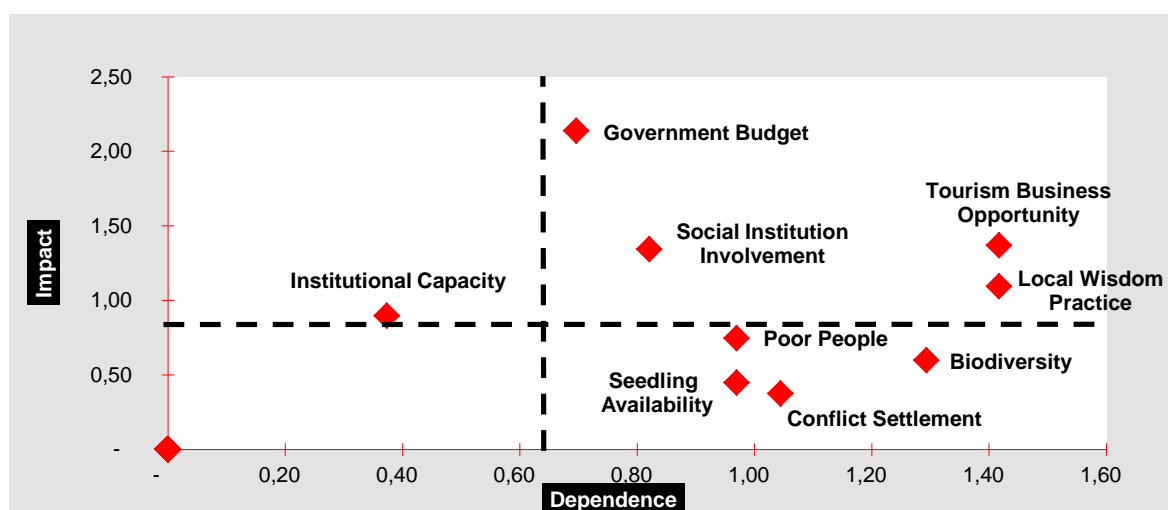 2,50
2,00
1,50
1,00
0,50
-
Impact
Government Budget
Tourism Business
Opportunity
Social Institution
Involvement
Institutional Capacity
Local Wisdom
Practice
Poor People
Biodiversity
Seedling
Availability
Conflict Settlement
- 0,20 0,40 0,60 0,80 1,00 1,20 1,40 1,60
Dependence